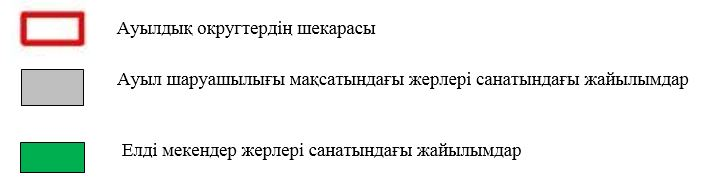 Ауылдық округтердің шекарасы
Ауыл шаруашылығы мақсатындағы жерлері санатындағы жайылымдар
Елді мекендер жерлері санатындағы жайылымдар